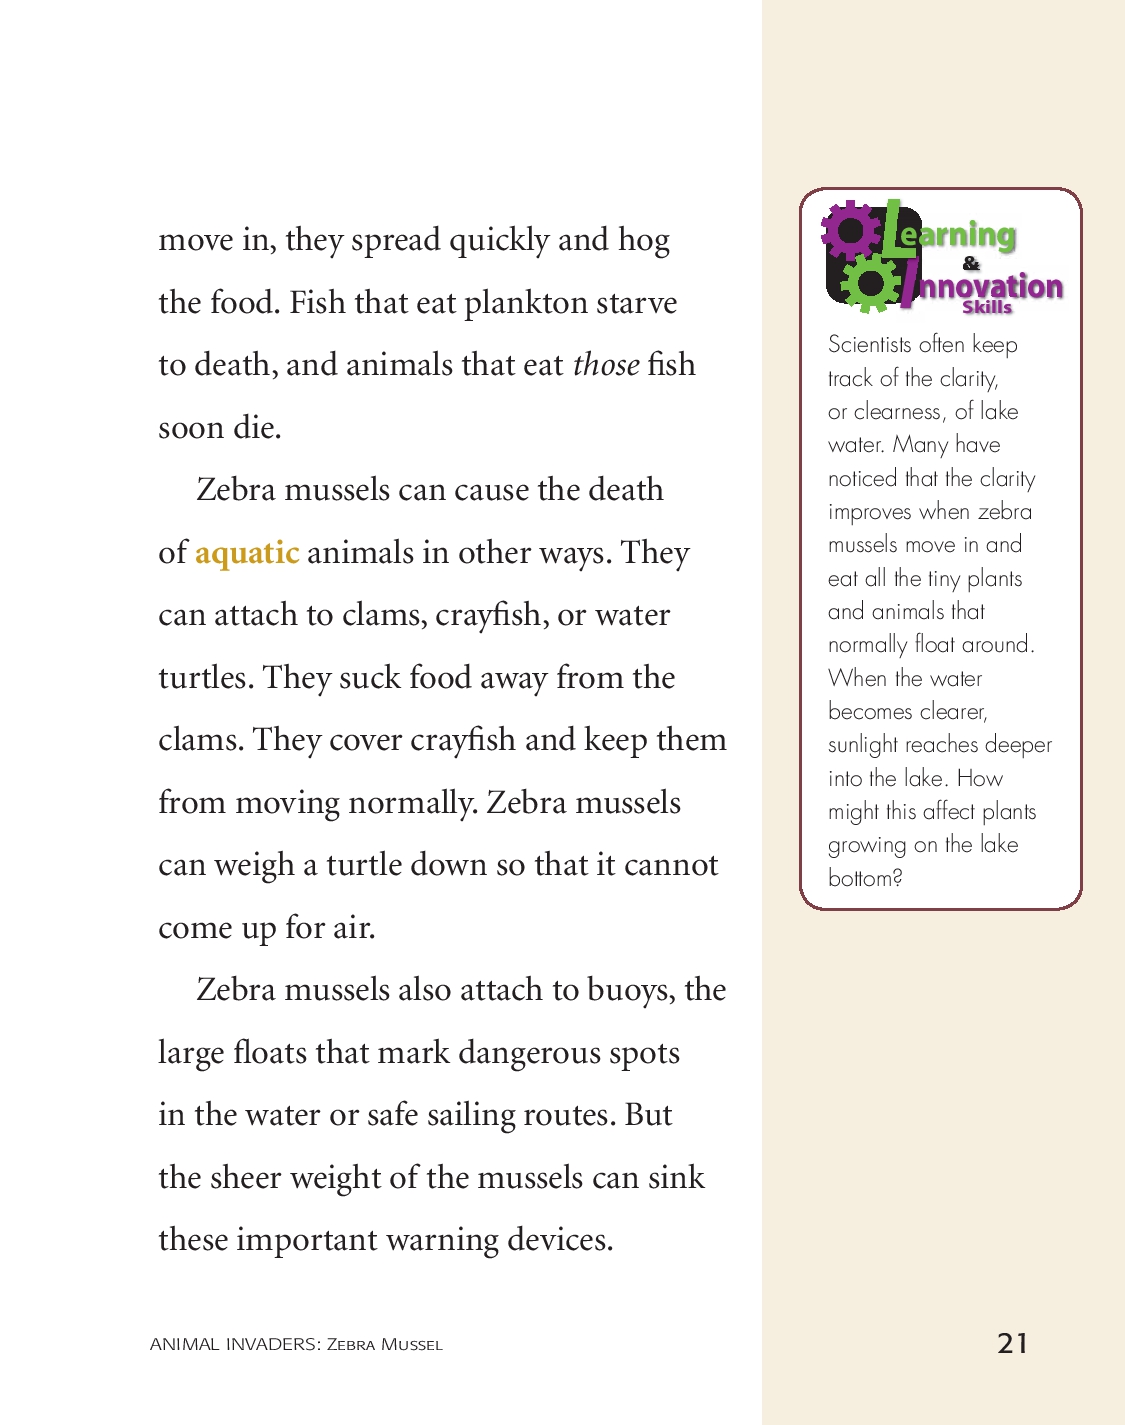 move in, they spread quickly and hog
the food. Fish that eat plankton starve
to death, and animals that eat those fish
soon die.
Zebra mussels can cause the death
of aquatic animals in other ways. They
can attach to clams, crayfish, or water
turtles. They suck food away from the
clams. They cover crayfish and keep them
from moving normally. Zebra mussels
can weigh a turtle down so that it cannot
come up for air.
Zebra mussels also attach to buoys, the
large floats that mark dangerous spots
in the water or safe sailing routes. But
the sheer weight of the mussels can sink
these important warning devices.
Learning
&
Innovation
Skills
Scientists often keep
track of the clarity,
or clearness, of lake
water. Many have
noticed that the clarity
improves when zebra
mussels move in and
eat all the tiny plants
and animals that
normally float around.
When the water
becomes clearer,
sunlight reaches deeper
into the lake. How
might this affect plants
growing on the lake
bottom?
ANIMAL INVADERS: ZEBRA MUSSEL
21